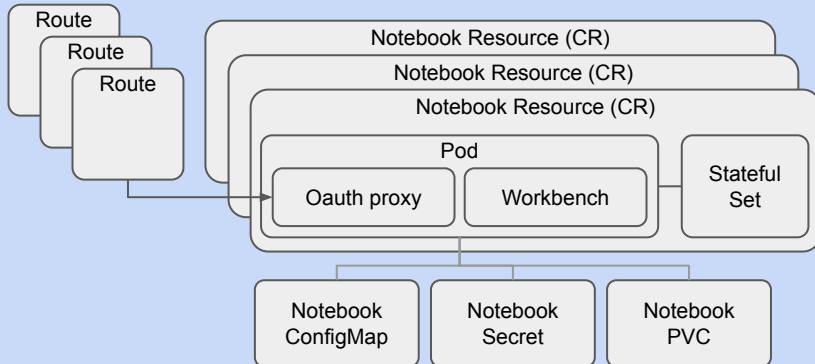 Route
Route
Route
Notebook Resource (CR)
Notebook Resource (CR)
Notebook Resource (CR)
Pod
Oauth proxy
Workbench
Stateful
Set
Notebook
ConfigMap
Notebook
Secret
Notebook
PVC